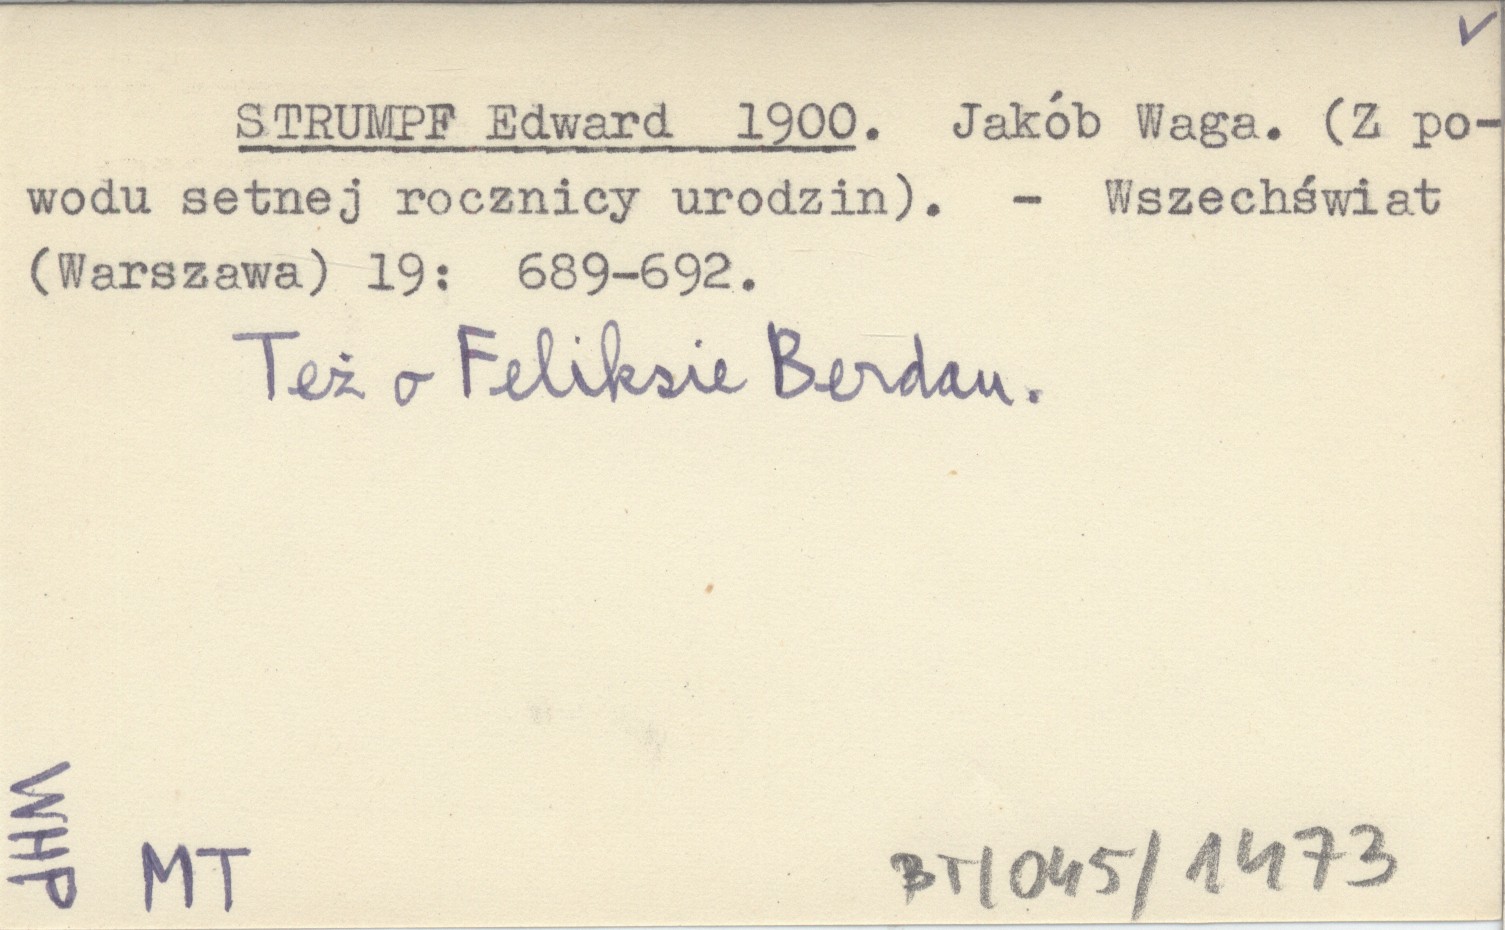 STRUMPF Edward 1900. Jakób Waga. (Z po-
wodu setnej rocznicy urodzin). - Wszechświat
(Warszawa) 19: 689-692.
Też o Feliksie Berdau.
WHP
MT
BT/045/1473